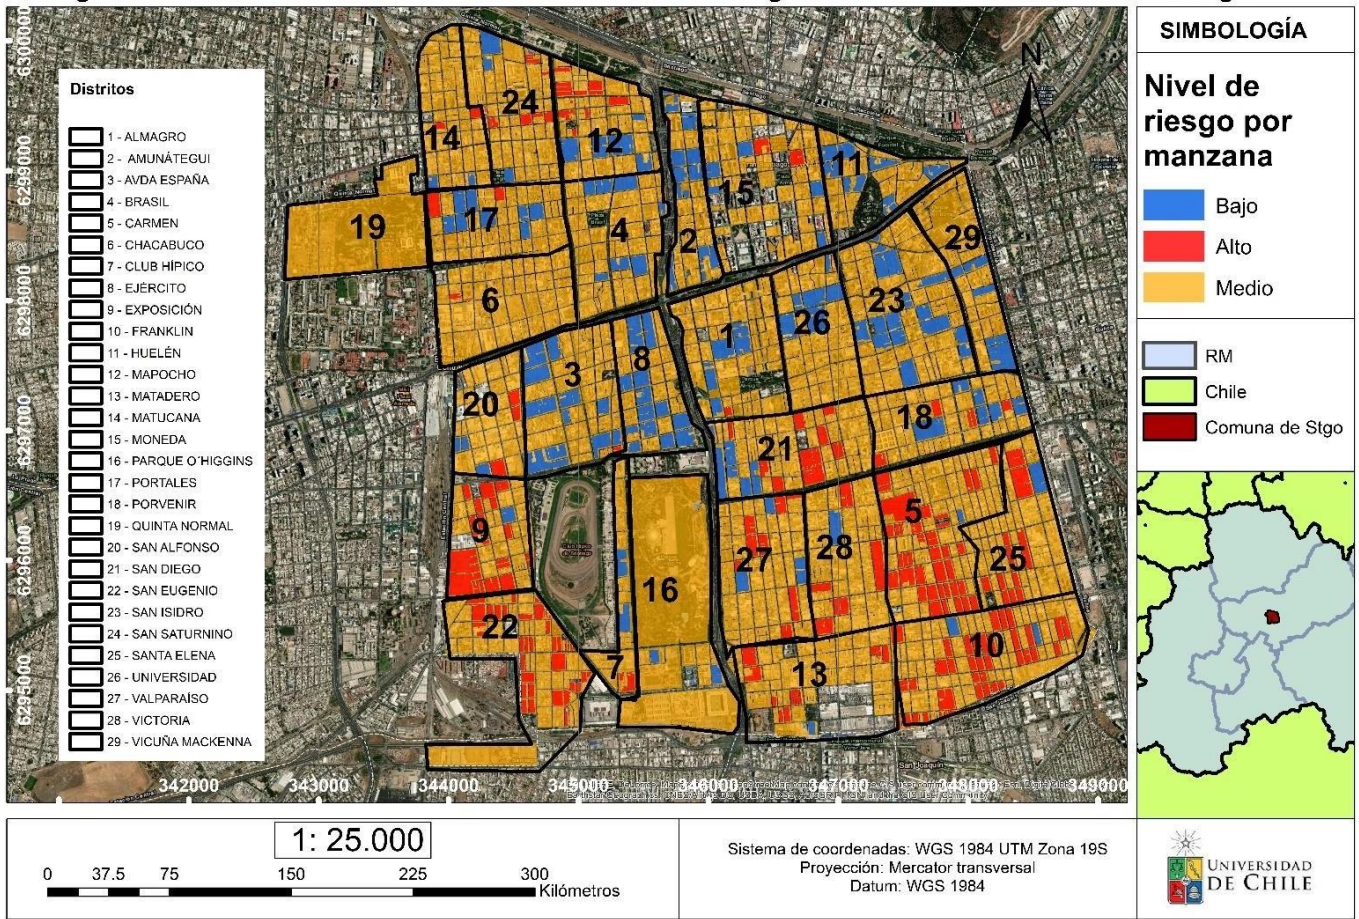 SIMBOLOGÍA
Nivel de
riesgo por
manzana
Bajo
Alto
Medio
RM
Chile
Comuna de Stgo
Distritos
1 - ALMAGRO
2 - AMUNÁTEGUI
3 - AVDA ESPAÑA
4 - BRASIL
5 - CARMEN
6 - CHACABUCO
7 - CLUB HÍPICO
8 - EJÉRCITO
9 - EXPOSICIÓN
10 - FRANKLIN
11 - HUELÉN
12 - MAPOCHO
13 - MATADERO
14 - MATUCANA
15 - MONEDA
16 - PARQUE O´HIGGINS
17 - PORTALES
18 - PORVENIR
19 - QUINTA NORMAL
20 - SAN ALFONSO
21 - SAN DIEGO
22 - SAN EUGENIO
23 - SAN ISIDRO
24 - SAN SATURNINO
25 - SANTA ELENA
26 - UNIVERSIDAD
27 - VALPARAÍSO
28 - VICTORIA
29 - VICUÑA MACKENNA
6300000
6299000
6298000
6297000
6296000
6295000
N
24
14
12
11
15
17
19
4
2
29
6
23
1
26
8
3
20
18
21
5
9
28
27
25
16
22
10
7
13
San Joaquín
342000
343000
344000
345000
346000
347000
348000
349000
1: 25.000
0 37.5 75 150 225 300
Kilómetros
Sistema de coordenadas: WGS 1984 UTM Zona 19S
Proyección: Mercator transversal
Datum: WGS 1984
UNIVERSIDAD
DE CHILE